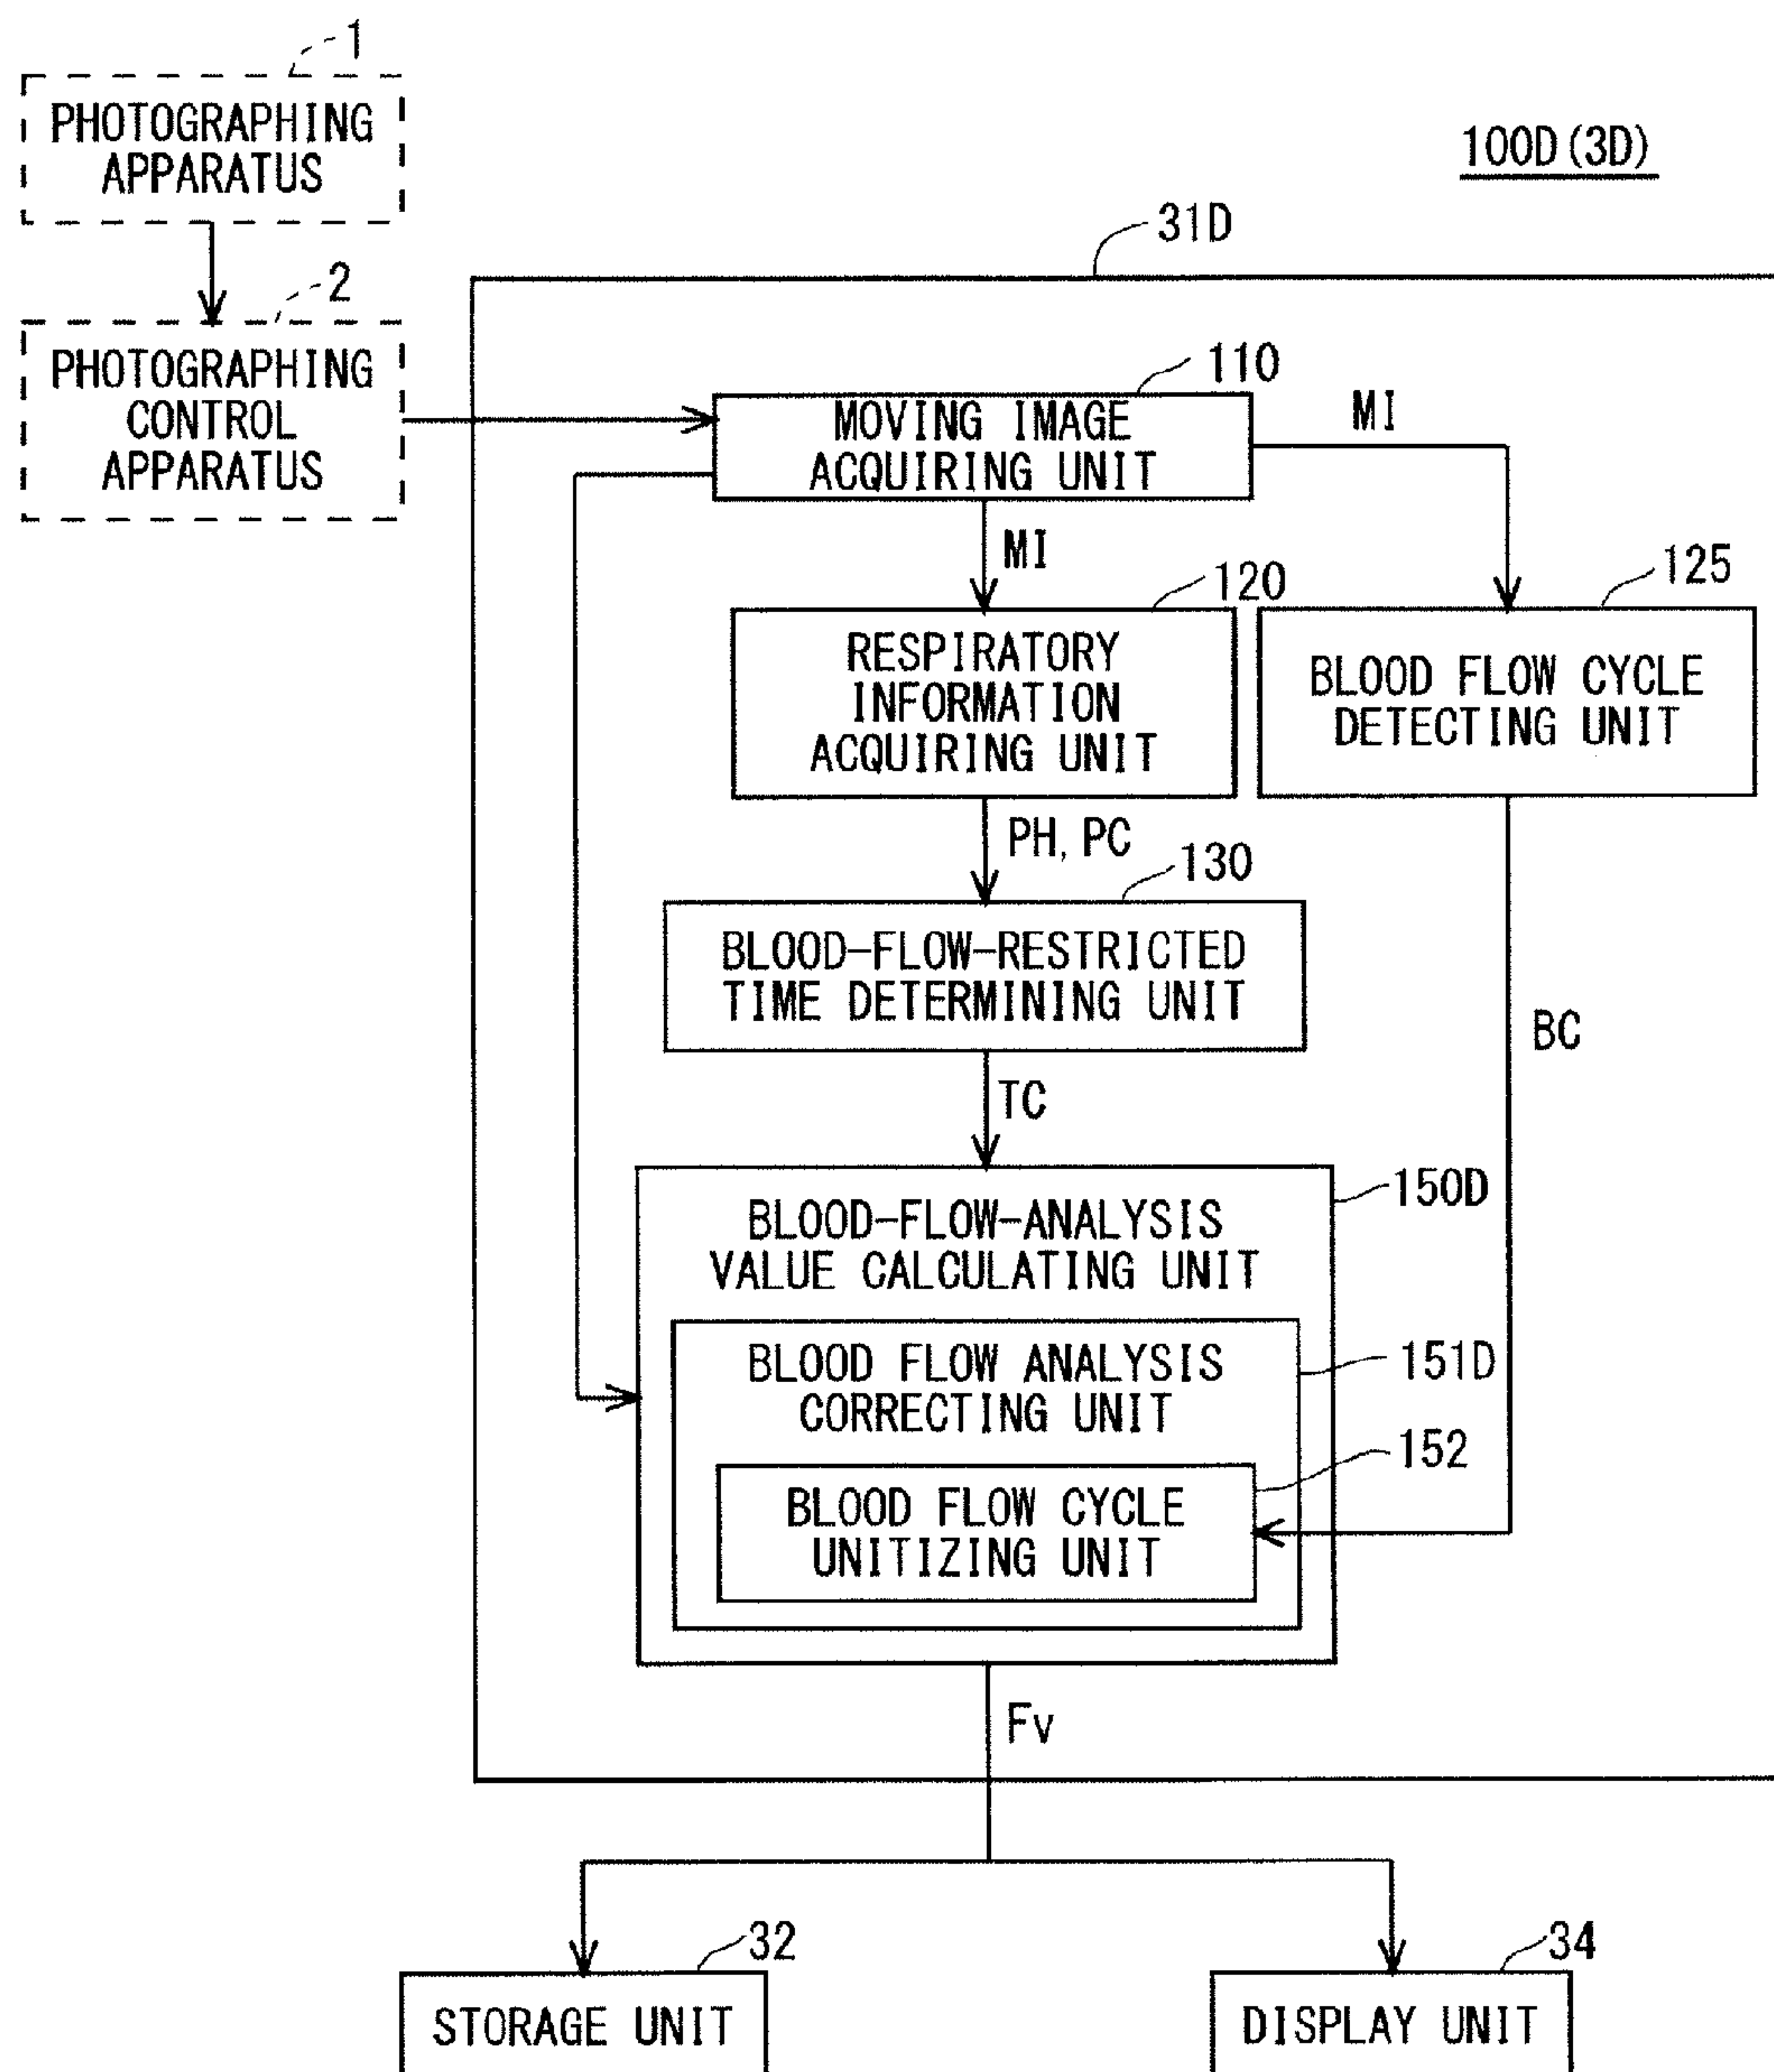 1
PHOTOGRAPHING
APPARATUS
100D(3D)
31D
2
PHOTOGRAPHING
CONTROL
APPARATUS
110
MOVING IMAGE
ACQUIRING UNIT
MI
MI
120
125
RESPIRATORY
INFORMATION
ACQUIRING UNIT
BLOOD FLOW CYCLE
DETECTING UNIT
PH, PC
130
BLOOD-FLOW-RESTRICTED
TIME DETERMINING UNIT
BC
TC
150D
BLOOD-FLOW-ANALYSIS
VALUE CALCULATING UNIT
151D
BLOOD FLOW ANALYSIS
CORRECTING UNIT
152
BLOOD FLOW CYCLE
UNITIZING UNIT
Fv
32
34
STORAGE UNIT
DISPLAY UNIT